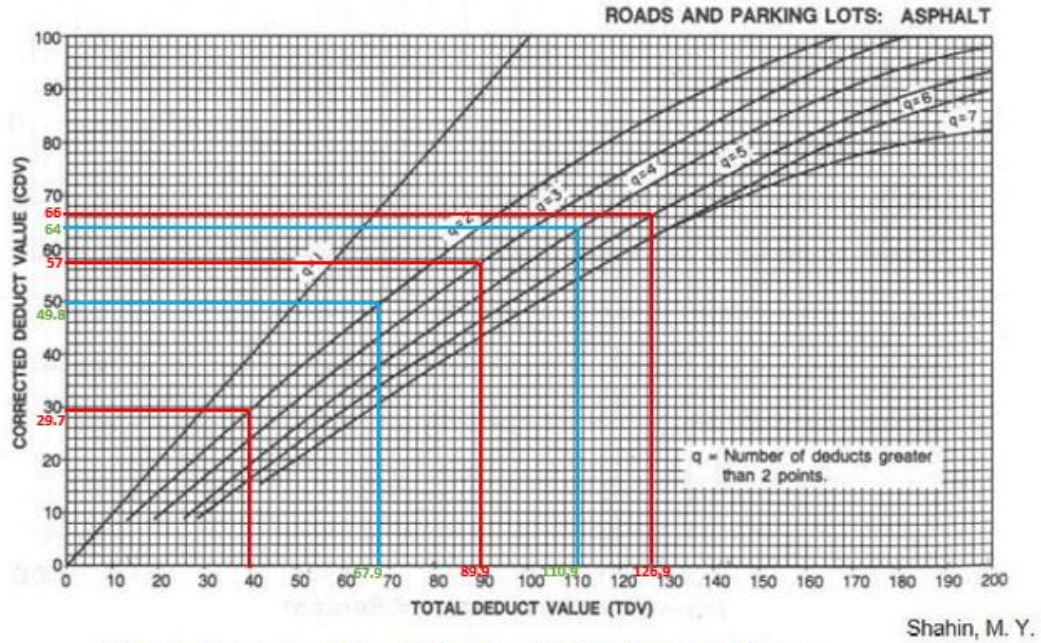 ROADS AND PARKING LOTS: ASPHALT
CORRECTED DEDUCT VALUE (CDV)
100
90
80
70
66
64
60
57
50
49.8
40
30
29.7
20
10
0
q=1
q=2
q=3
q=4
q=5
q=6
q=7
q = Number of deducts greater
than 2 points.
0 10 20 30 40 50 60 67.9 70 80 89.9 90 100 110.9 110 120 126.9 130 140 150 160 170 180 190 200
TOTAL DEDUCT VALUE (TDV)
Shahin, M. Y.